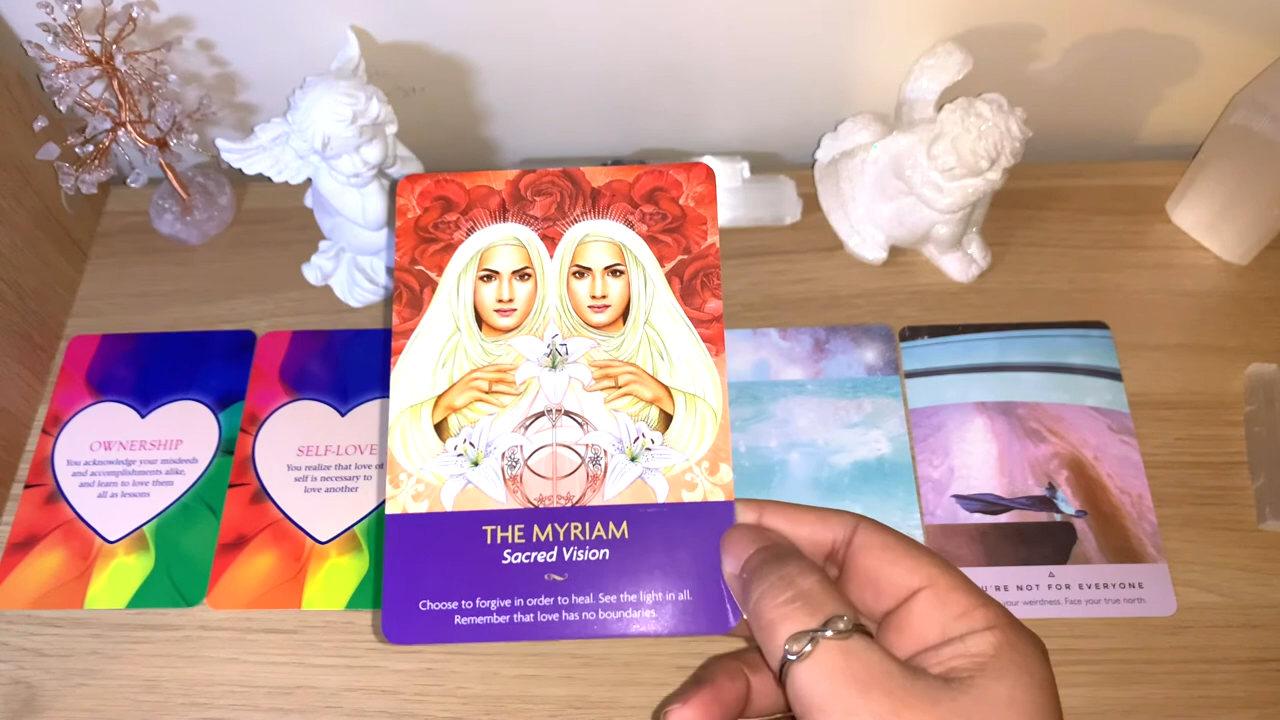 OWNERSHIP
You acknowledge your misdeeds
and accomplishments alike,
and learn to love them
all as lessons
SELF-LOVE
You realize that love of
self is necessary to
love another
THE MYRIAM
Sacred Vision
Choose to forgive in order to heal. See the light in all.
Remember that love has no boundaries.
U'RE NOT FOR EVERYONE
your weirdness. Face your true north.